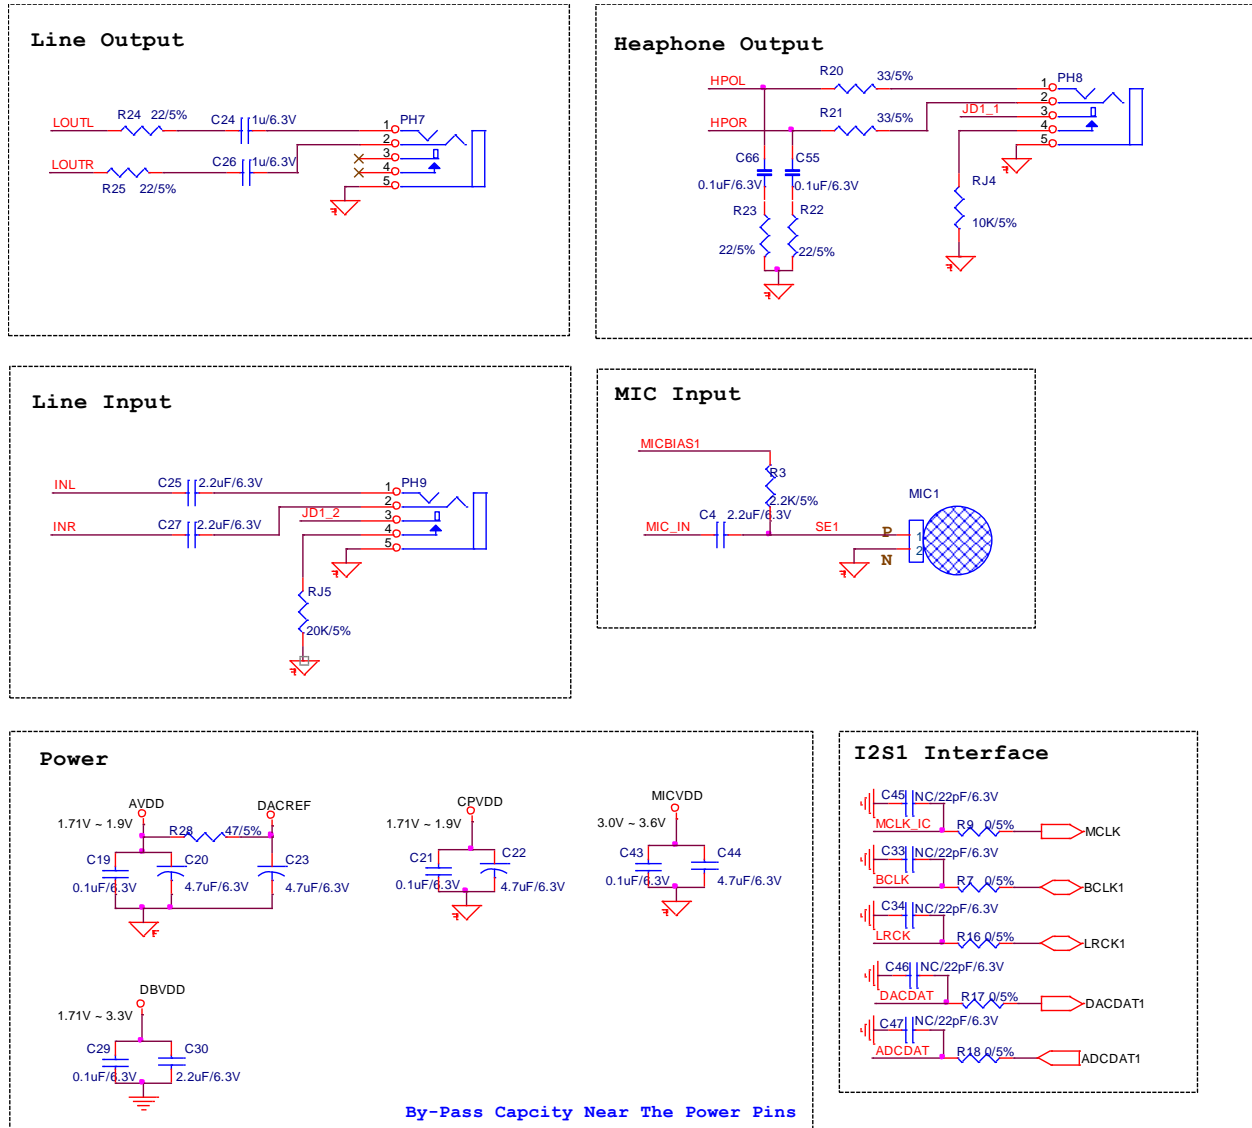 Line Output
R24 22/5%
C24 1u/6.3V
LOUTL
1 PH7
2
3
4
5
LOUTR
C26 1u/6.3V
R25 22/5%
Heaphone Output
HPOL
R20 33/5%
1 PH8
2
3
4
5
JD1_1
HPOR
R21 33/5%
C66
0.1uF/6.3V
C55
0.1uF/6.3V
R23
22/5%
R22
22/5%
RJ4
10K/5%
Line Input
INL
C25 2.2uF/6.3V
1 PH9
2
3
4
5
INR
C27 2.2uF/6.3V
JD1_2
RJ5
20K/5%
MIC Input
MICBIAS1
R3
2.2K/5%
MIC_IN
C4 2.2uF/6.3V
SE1
MIC1
P 1
N 2
Power
AVDD
1.71V ~ 1.9V
R28 47/5%
DACREF
C19
0.1uF/6.3V
C20
4.7uF/6.3V
C23
4.7uF/6.3V
CPVDD
1.71V ~ 1.9V
C21
0.1uF/6.3V
C22
4.7uF/6.3V
MICVDD
3.0V ~ 3.6V
C43
0.1uF/6.3V
C44
4.7uF/6.3V
DBVDD
1.71V ~ 3.3V
C29
0.1uF/6.3V
C30
2.2uF/6.3V
By-Pass Capcity Near The Power Pins
I2S1 Interface
C45 NC/22pF/6.3V
MCLK_IC R9 0/5% MCLK
C33 NC/22pF/6.3V
BCLK R7 0/5% BCLK1
C34 NC/22pF/6.3V
LRCK R16 0/5% LRCK1
C46 NC/22pF/6.3V
DACDAT R17 0/5% DACDAT1
C47 NC/22pF/6.3V
ADCDAT R18 0/5% ADCDAT1